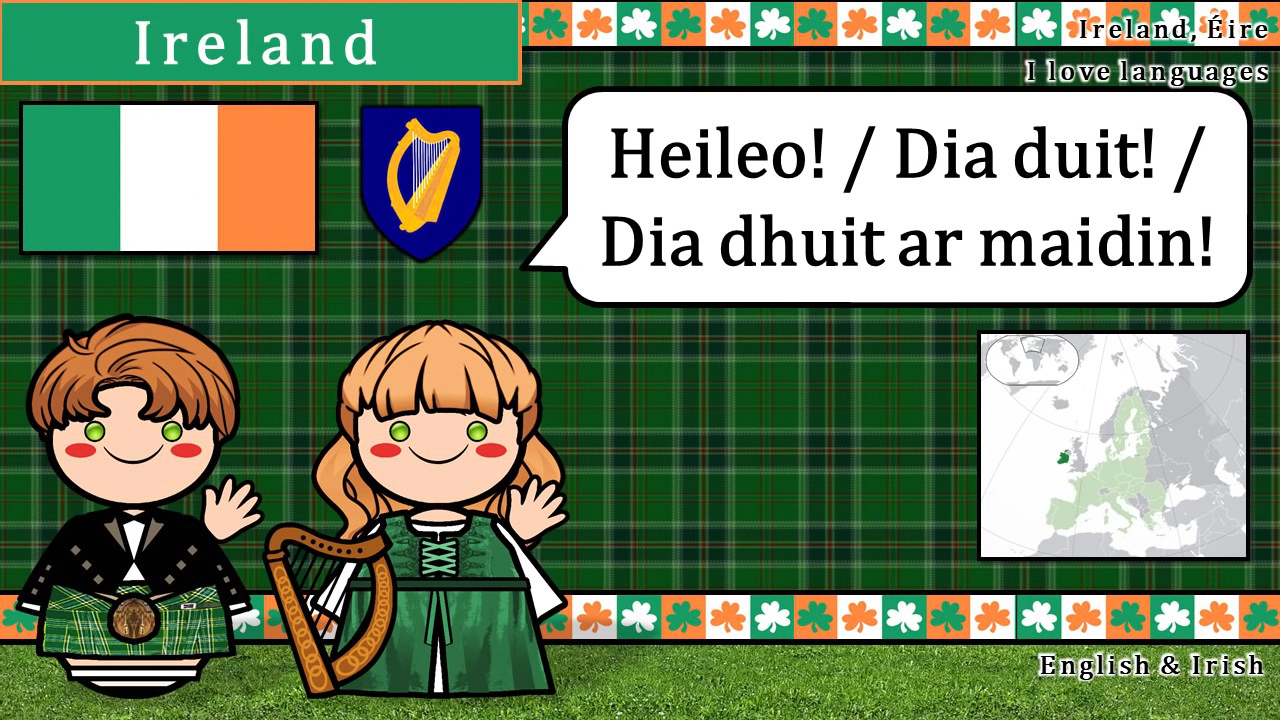 Ireland
Ireland, Éire
I love languages
Heileo! / Dia duit! /
Dia dhuit ar maidin!
English & Irish